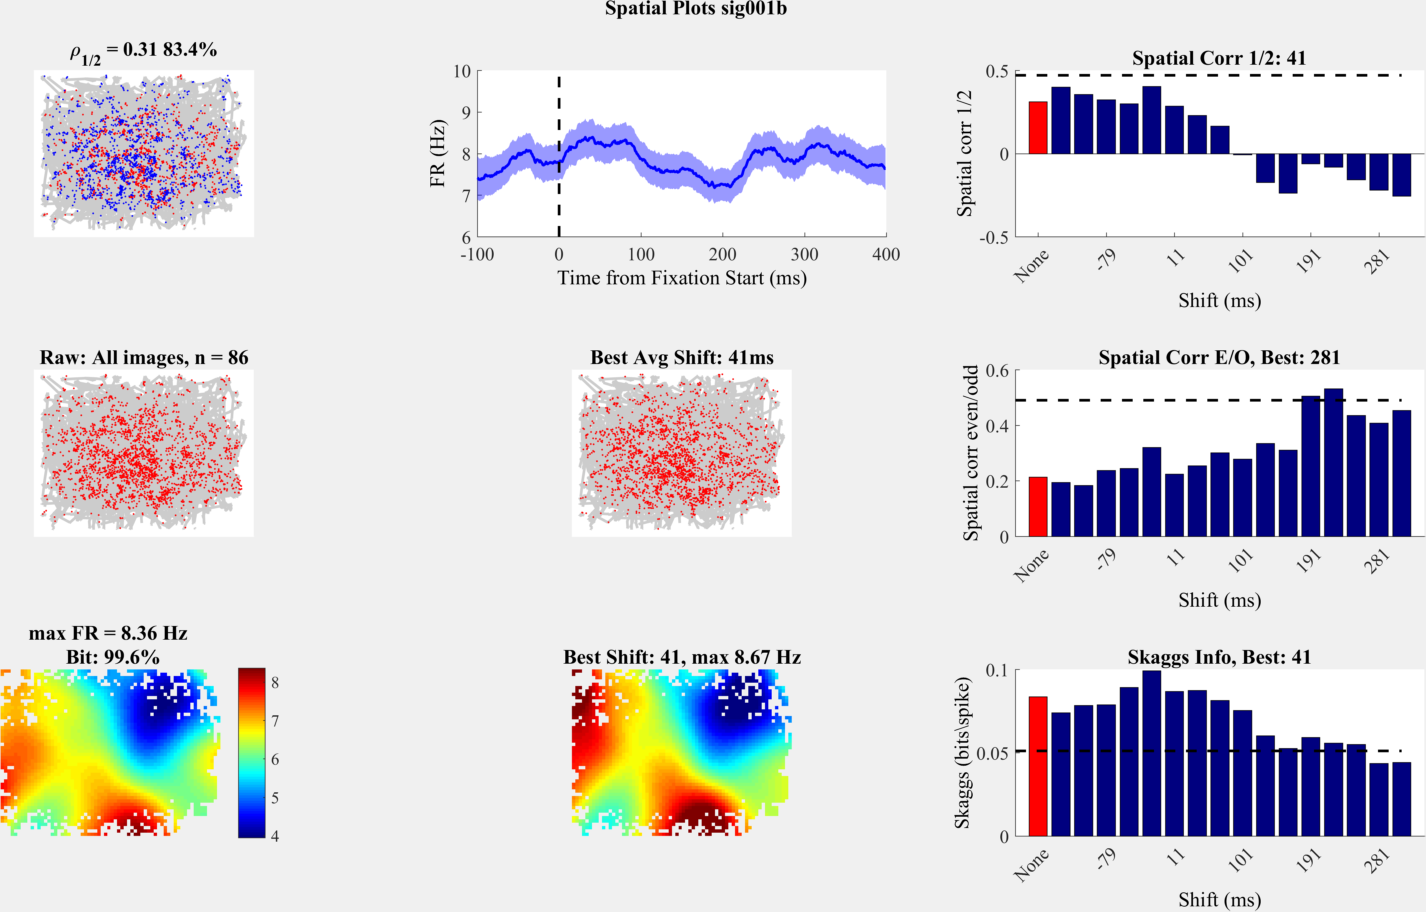 Spatial Plots sig001b
ρ1/2 = 0.31 83.4%
10
9
8
7
6
FR (Hz)
-100
0
100
200
300
400
Time from Fixation Start (ms)
Spatial Corr 1/2: 41
0.5
0
-0.5
Spatial corr 1/2
None
-79
11
101
191
281
Shift (ms)
Raw: All images, n = 86
Best Avg Shift: 41ms
Spatial Corr E/O, Best: 281
0.6
0.4
0.2
0
Spatial corr even/odd
None
-79
11
101
191
281
Shift (ms)
max FR = 8.36 Hz
Bit: 99.6%
8
7
6
5
4
Best Shift: 41, max 8.67 Hz
Skaggs Info, Best: 41
0.1
0.05
0
Skaggs (bits\spike)
None
-79
11
101
191
281
Shift (ms)